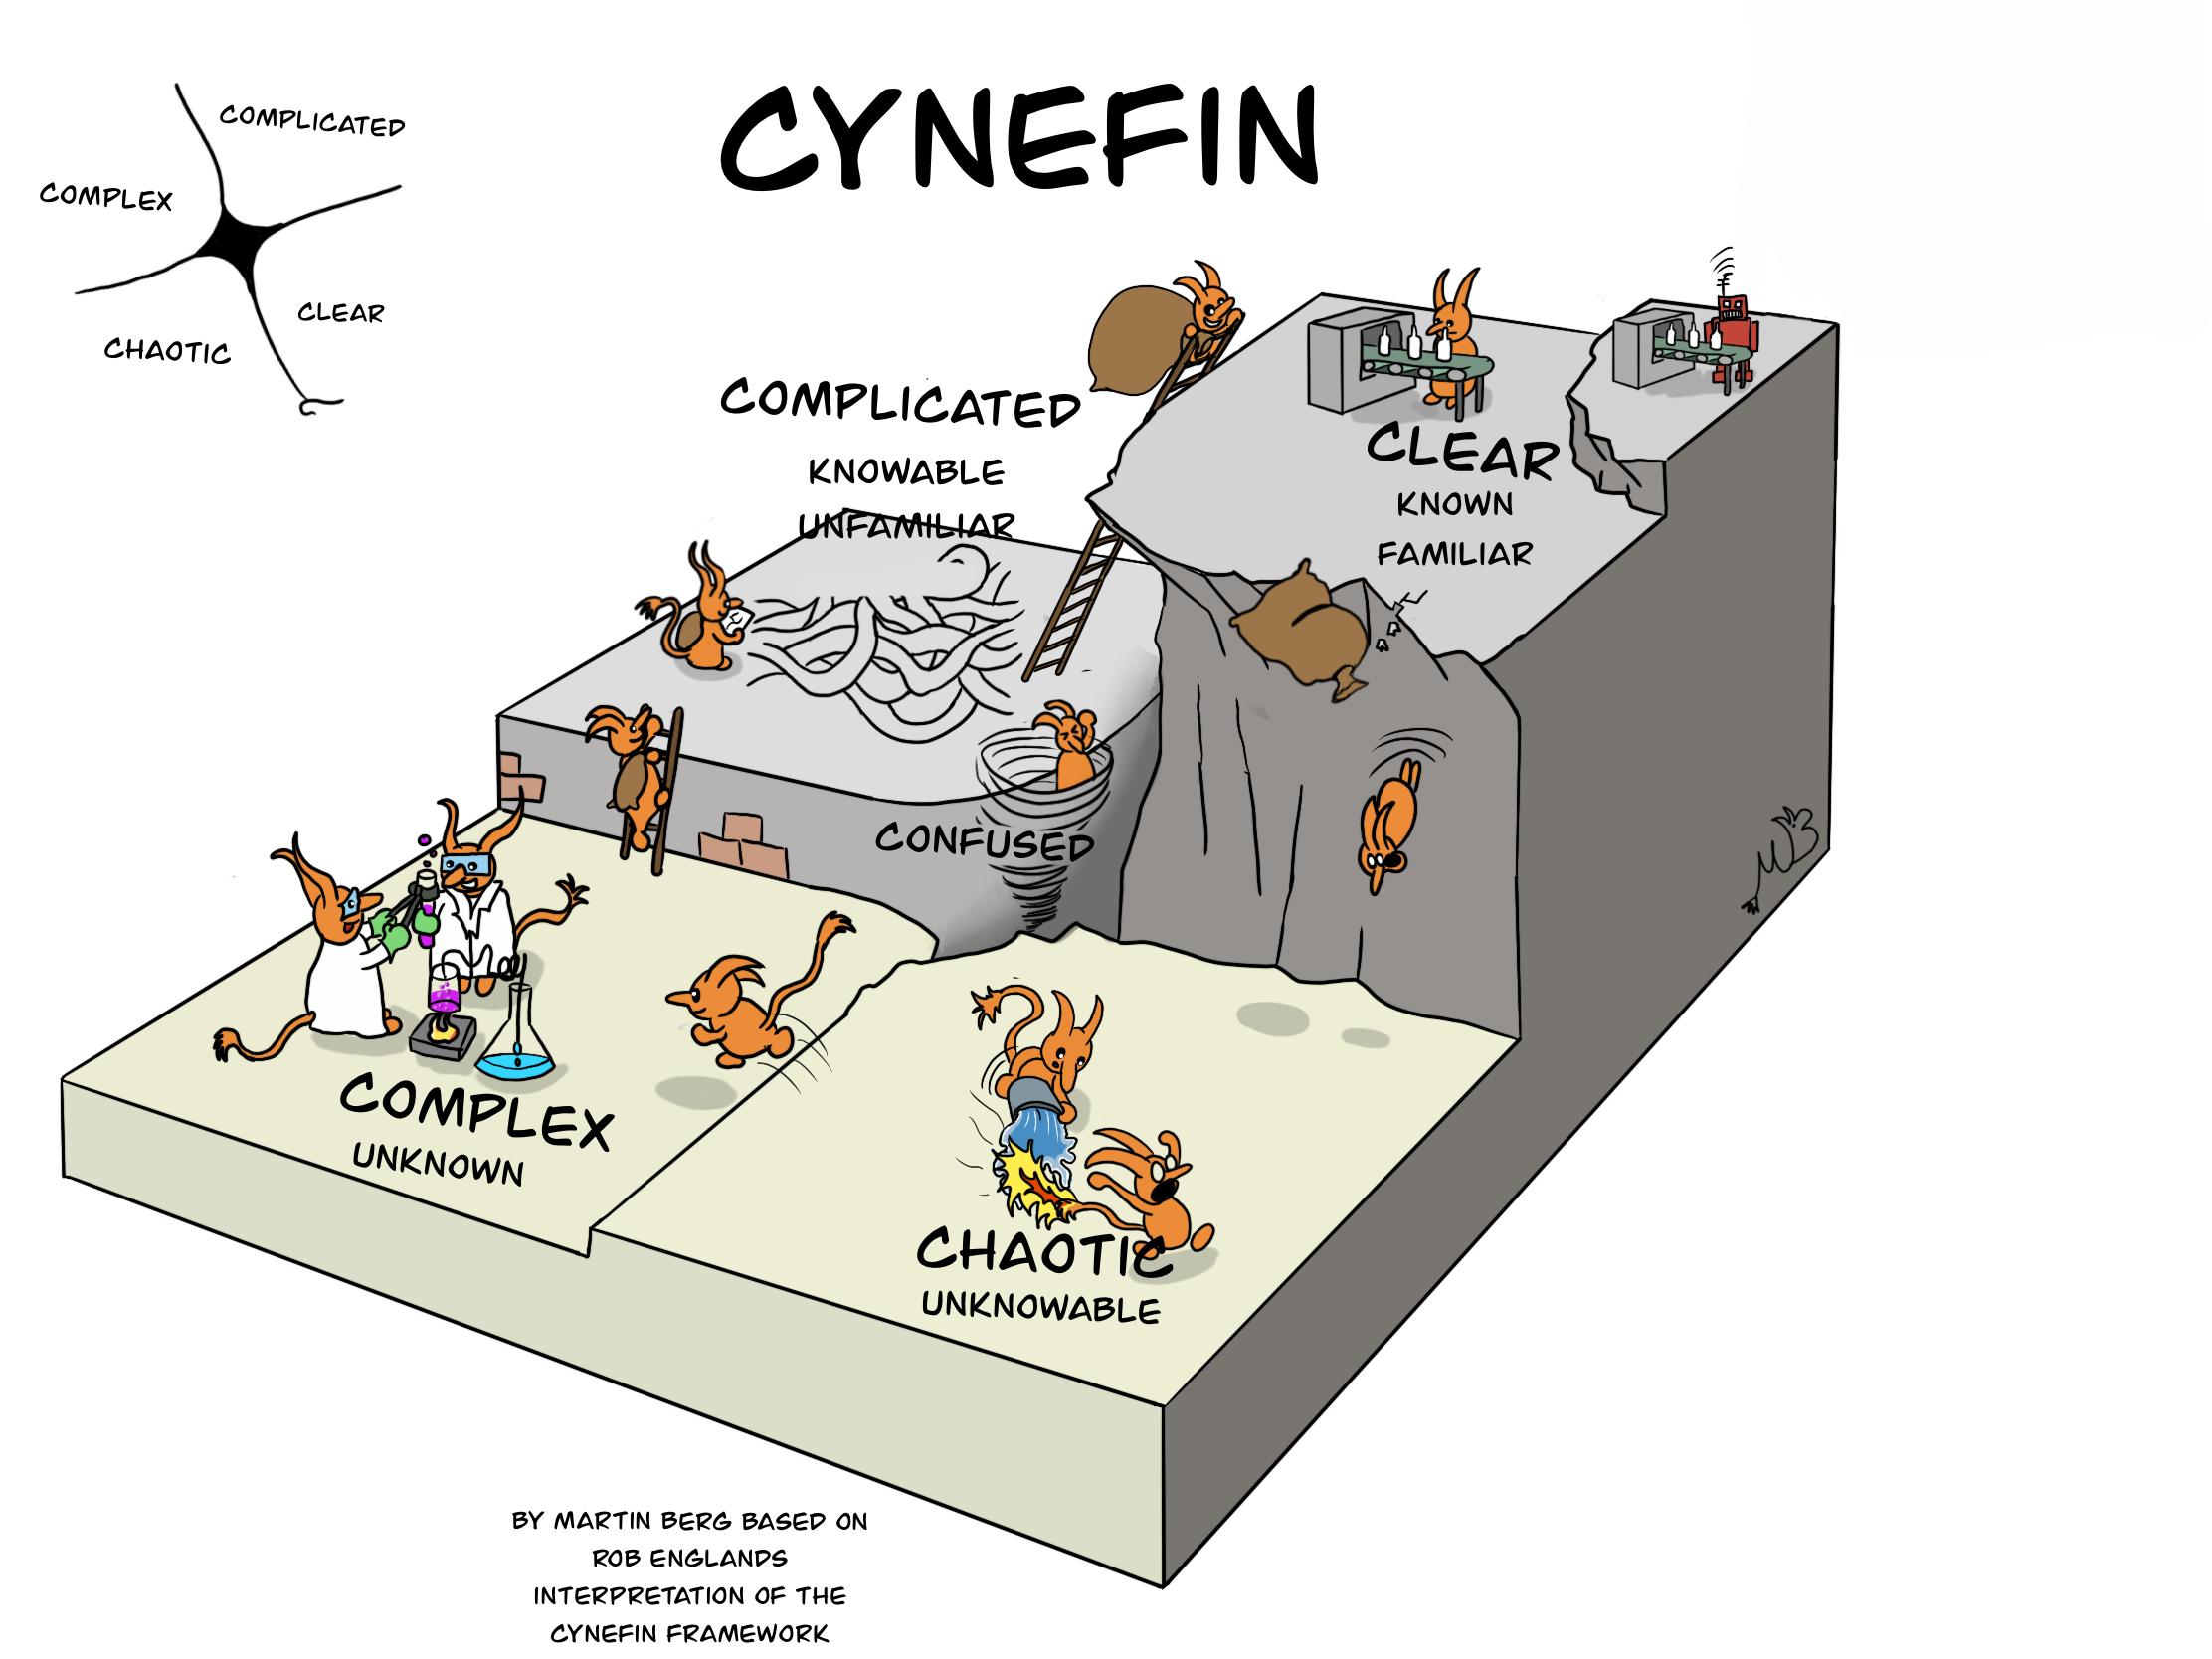 CYNEFIN
COMPLICATED
COMPLEX
CLEAR
CHAOTIC
COMPLICATED
KNOWABLE
UNFAMILIAR
CLEAR
KNOWN
FAMILIAR
CONFUSED
COMPLEX
UNKNOWN
CHAOTIC
UNKNOWABLE
MB
BY MARTIN BERG BASED ON
ROB ENGLANDS
INTERPRETATION OF THE
CYNEFIN FRAMEWORK